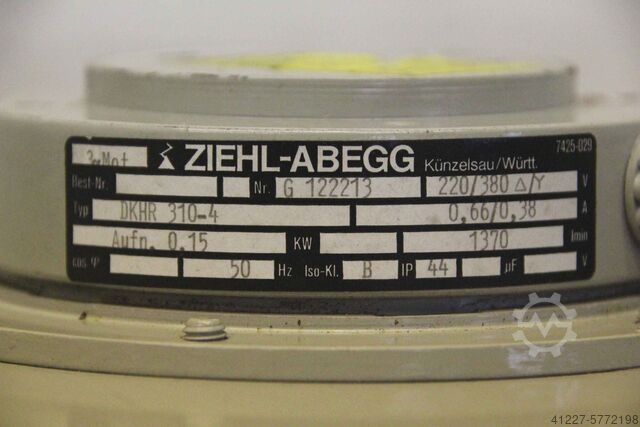 7425-029
3~Mot ZIEHL-ABEGG Künzelsau/Württ.
Best-Nr. Nr. G 122213 220/380 Δ/Y V
Typ DKHR 310-4 0,66/0,38 A
Aufn. 0.15 KW 1370 /min
cos φ 50 Hz Iso-Kl. B IP 44 µF V
41227-5772198